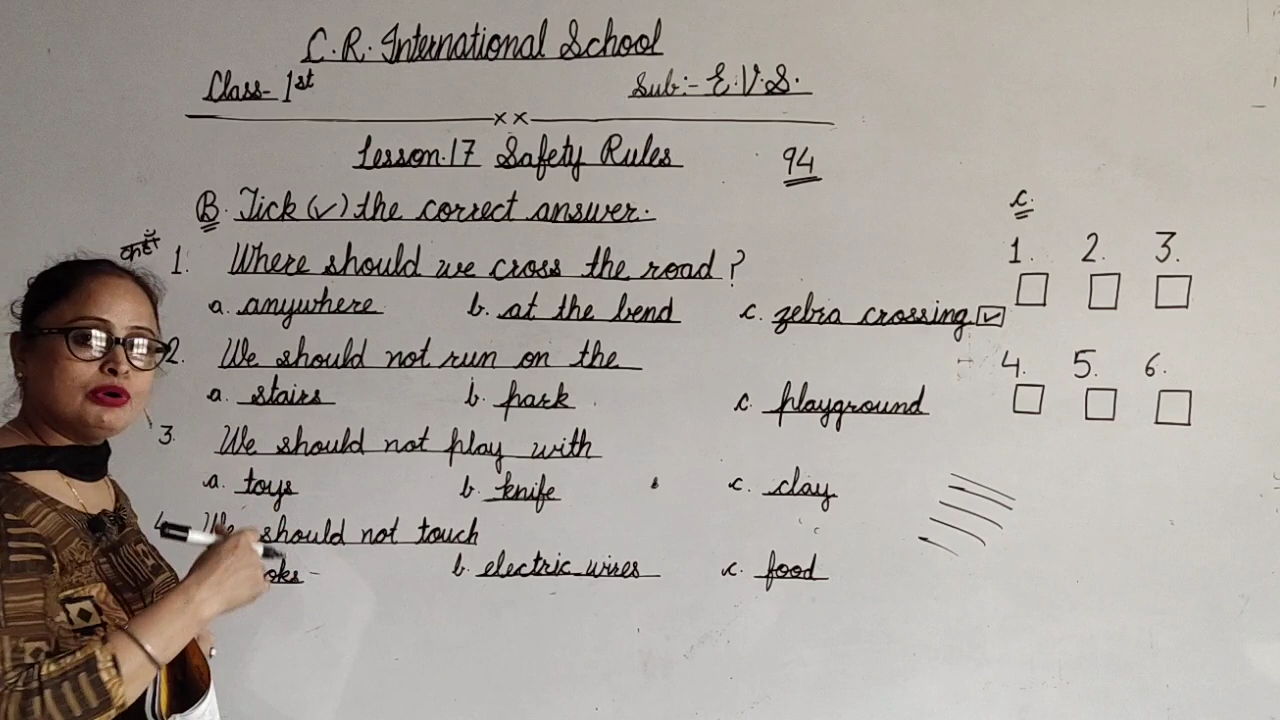 C. R. International School
Class- 1st Sub:- E.V.S.
x x
Lesson.17 Safety Rules 94
B. Tick (✓) the correct answer.
कहाँ
1. Where should we cross the road?
a. anywhere b. at the bend c. zebra crossing ✓
2. We should not run on the
a. stairs b. park c. playground
3. We should not play with
a. toys b. knife c. clay
4. We should not touch
b. electric wires c. food
C.
1. 2. 3.
4. 5. 6.